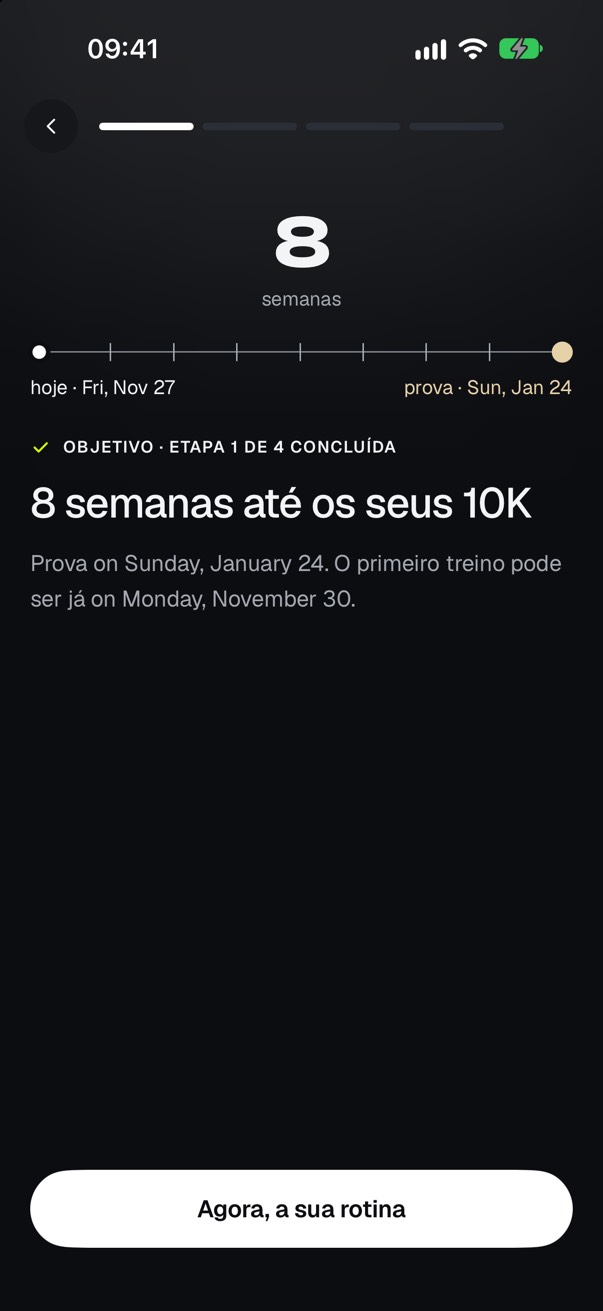 09:41
8
semanas
hoje · Fri, Nov 27
prova · Sun, Jan 24
OBJETIVO · ETAPA 1 DE 4 CONCLUÍDA
8 semanas até os seus 10K
Prova on Sunday, January 24. O primeiro treino pode
ser já on Monday, November 30.
Agora, a sua rotina